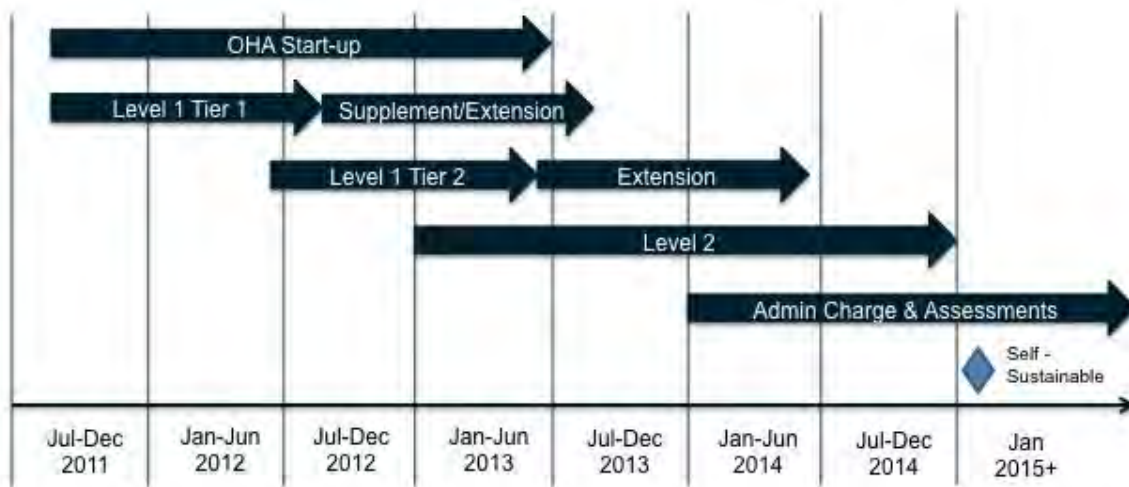 OHA Start-up
Level 1 Tier 1
Supplement/Extension
Level 1 Tier 2
Extension
Level 2
Admin Charge & Assessments
Self -
Sustainable
Jul-Dec
2011
Jan-Jun
2012
Jul-Dec
2012
Jan-Jun
2013
Jul-Dec
2013
Jan-Jun
2014
Jul-Dec
2014
Jan
2015+